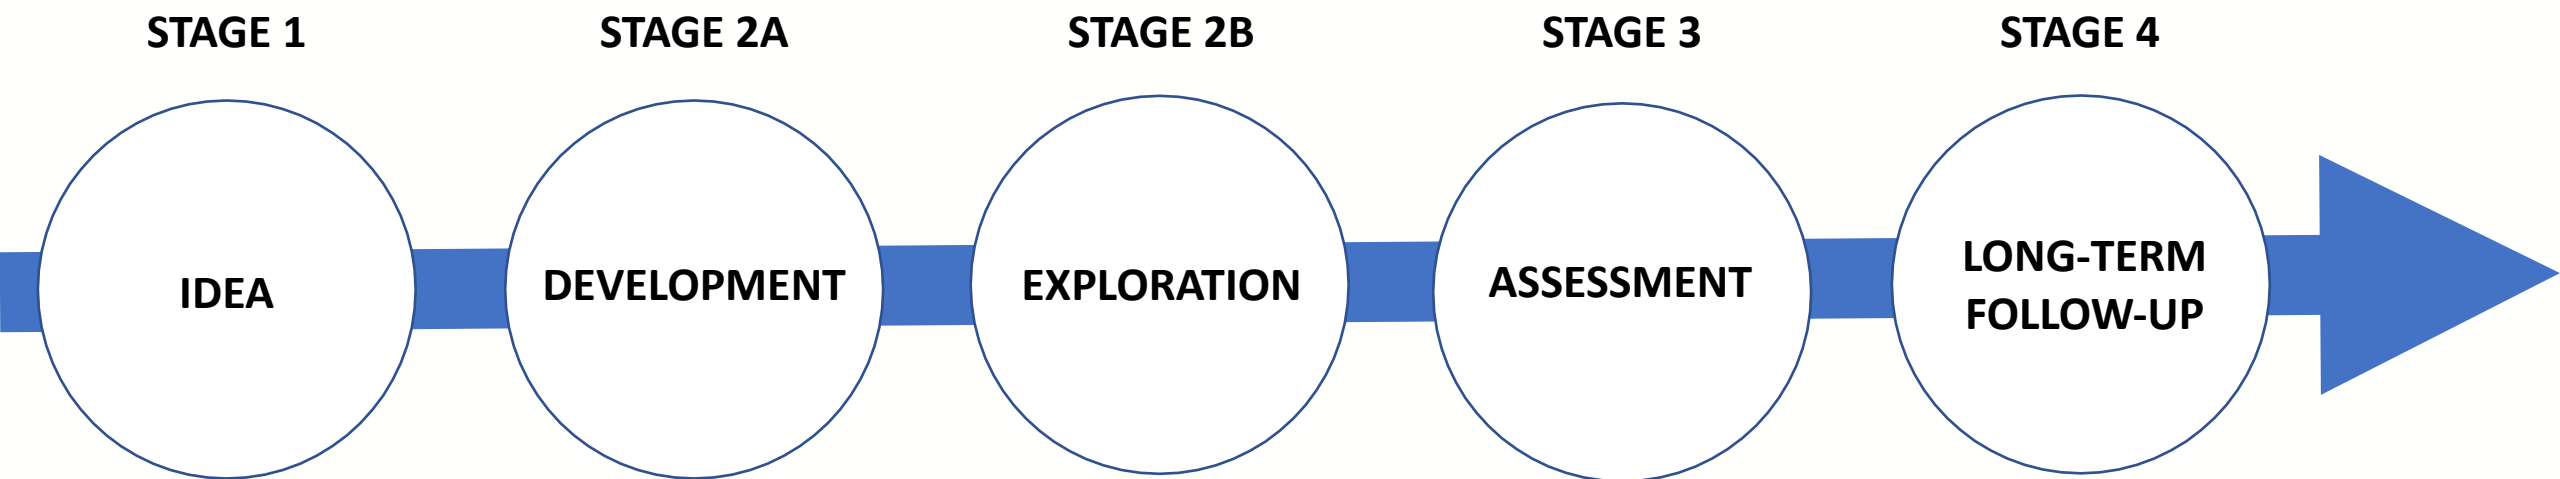 STAGE 1
STAGE 2A
STAGE 2B
STAGE 3
STAGE 4
IDEA
DEVELOPMENT
EXPLORATION
ASSESSMENT
LONG-TERM
FOLLOW-UP